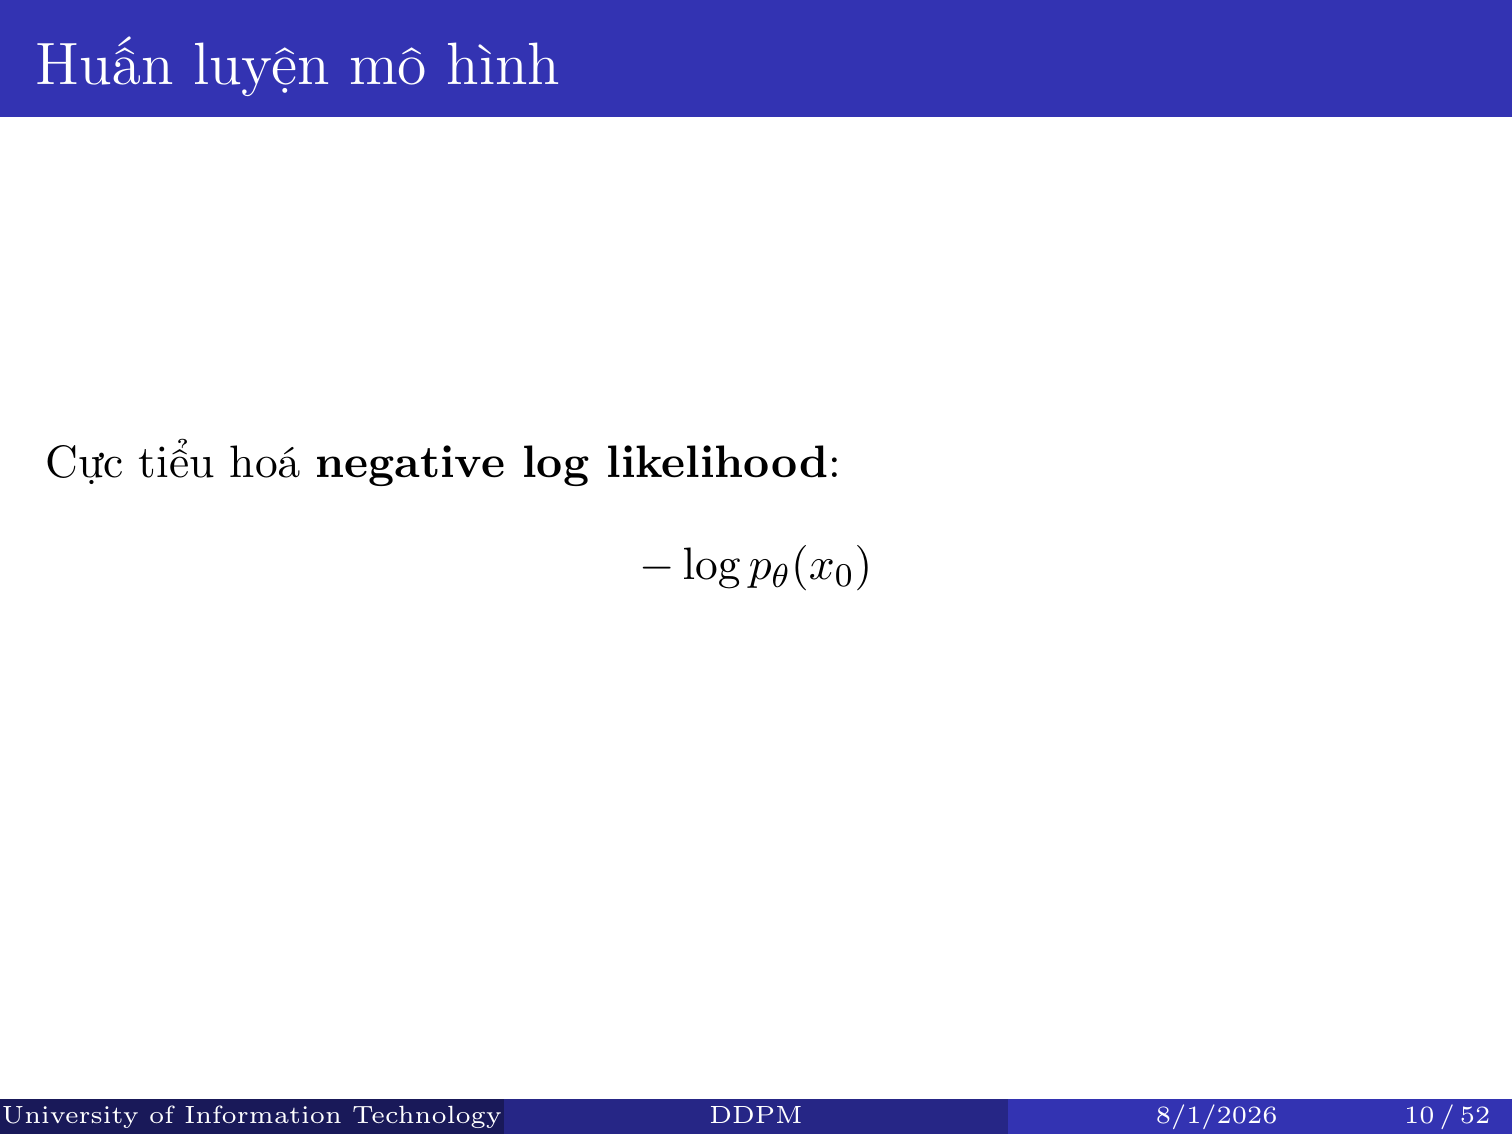 Huấn luyện mô hình
Cực tiểu hoá negative log likelihood:
− log pθ(x0)
University of Information Technology DDPM 8/1/2026 10 / 52